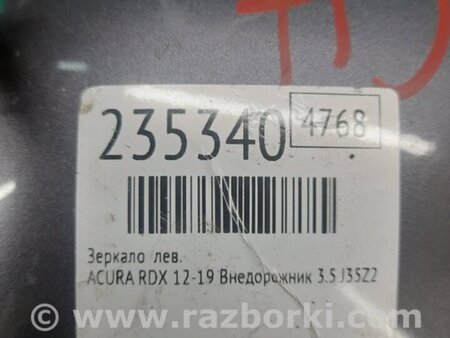 235340 4768
Зеркало лев.
ACURA RDX 12-19 Внедорожник 3.5 J35Z2
www.razborki.com